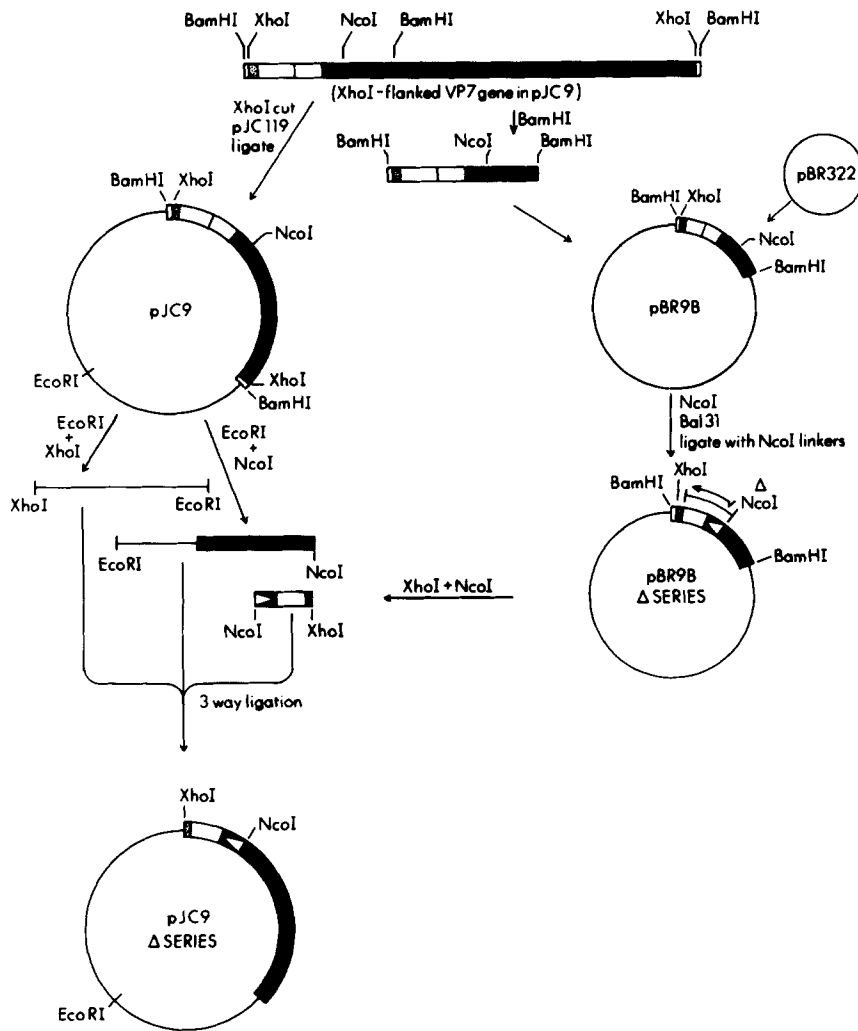 BamHI XhoI NcoI BamHI XhoI BamHI
(XhoI-flanked VP7 gene in pJC9)
XhoI cut
pJC119
ligate
BamHI
BamHI NcoI BamHI
pBR322
BamHI XhoI
NcoI
pJC9
EcoRI
XhoI
BamHI
BamHI XhoI
NcoI
BamHI
pBR9B
EcoRI
+
XhoI
EcoRI
+
NcoI
NcoI
Bal 31
ligate with NcoI linkers
XhoI EcoRI
EcoRI NcoI
NcoI XhoI
XhoI + NcoI
XhoI
BamHI
Δ
NcoI
BamHI
pBR9B
Δ SERIES
3 way ligation
XhoI
NcoI
pJC9
Δ SERIES
EcoRI